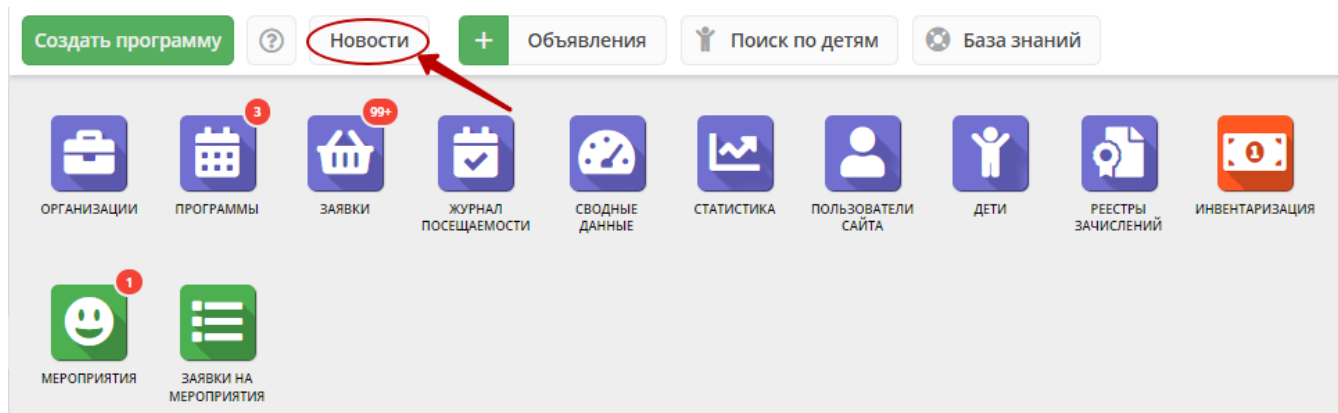 Создать программу ? Новости + Объявления Поиск по детям База знаний
3 99+
1
ОРГАНИЗАЦИИ ПРОГРАММЫ ЗАЯВКИ ЖУРНАЛ ПОСЕЩАЕМОСТИ СВОДНЫЕ ДАННЫЕ СТАТИСТИКА ПОЛЬЗОВАТЕЛИ САЙТА ДЕТИ РЕЕСТРЫ ЗАЧИСЛЕНИЙ ИНВЕНТАРИЗАЦИЯ
1
МЕРОПРИЯТИЯ ЗАЯВКИ НА МЕРОПРИЯТИЯ